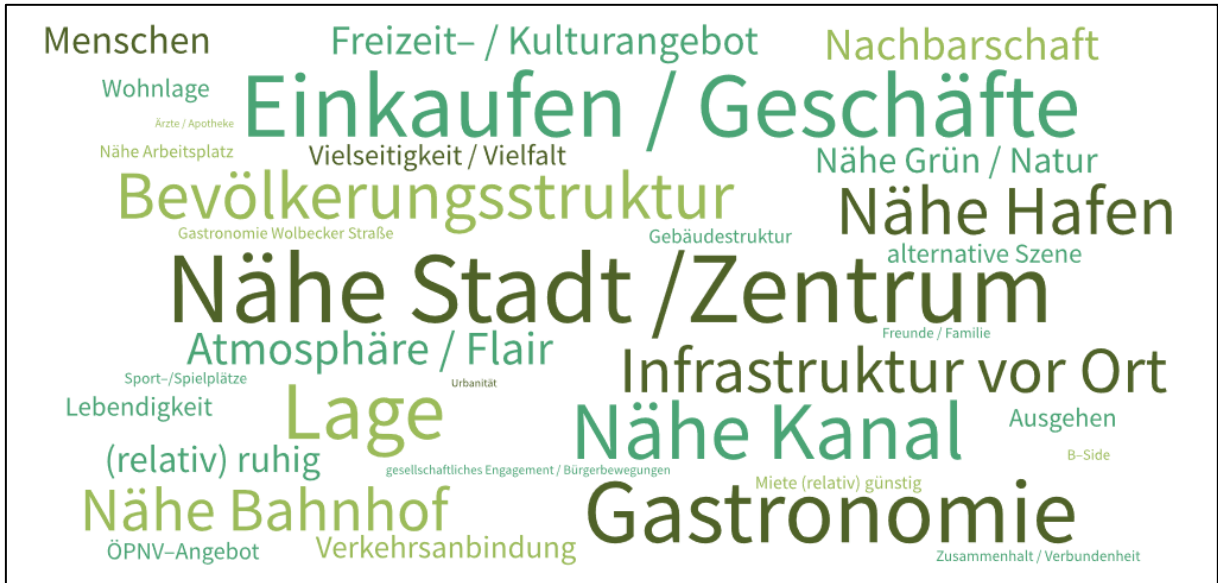 Menschen
Freizeit– / Kulturangebot
Nachbarschaft
Wohnlage
Einkaufen / Geschäfte
Ärzte / Apotheke
Nähe Arbeitsplatz
Vielseitigkeit / Vielfalt
Nähe Grün / Natur
Bevölkerungsstruktur
Nähe Hafen
Gastronomie Wolbecker Straße
Gebäudestruktur
alternative Szene
Nähe Stadt /Zentrum
Freunde / Familie
Atmosphäre / Flair
Infrastruktur vor Ort
Sport–/Spielplätze
Urbanität
Lebendigkeit
Lage
Nähe Kanal
Ausgehen
(relativ) ruhig
gesellschaftliches Engagement / Bürgerbewegungen
B–Side
Miete (relativ) günstig
Nähe Bahnhof
Gastronomie
ÖPNV–Angebot
Verkehrsanbindung
Zusammenhalt / Verbundenheit